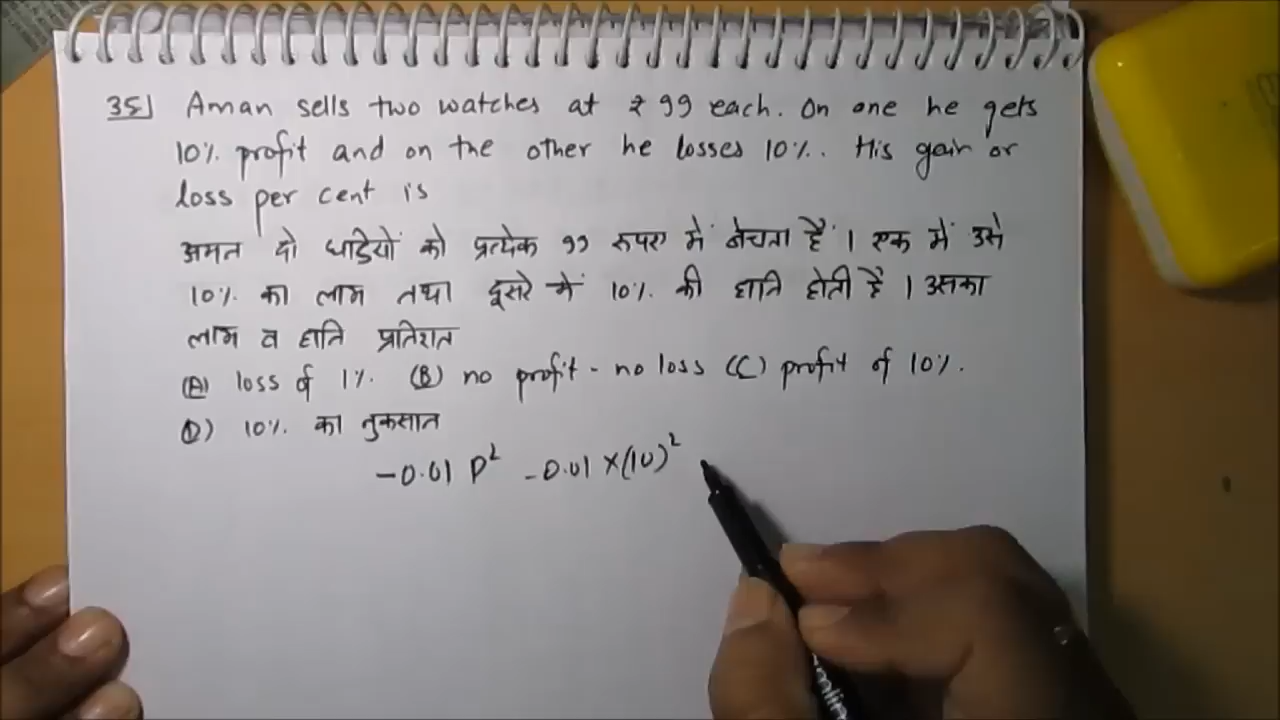 35] Aman sells two watches at ₹ 99 each. On one he gets
10% profit and on the other he losses 10%. His gain or
loss per cent is
अमन दो घड़ियों को प्रत्येक 99 रुपए में बेचता है । एक में उसे
10% का लाभ तथा दूसरे में 10% की हानि होती है । उसका
लाभ व हानि प्रतिशत
(A) loss of 1%. (B) no profit - no loss (C) profit of 10%.
(D) 10%. का नुकसान
-0.01 P² -0.01 ×(10)²